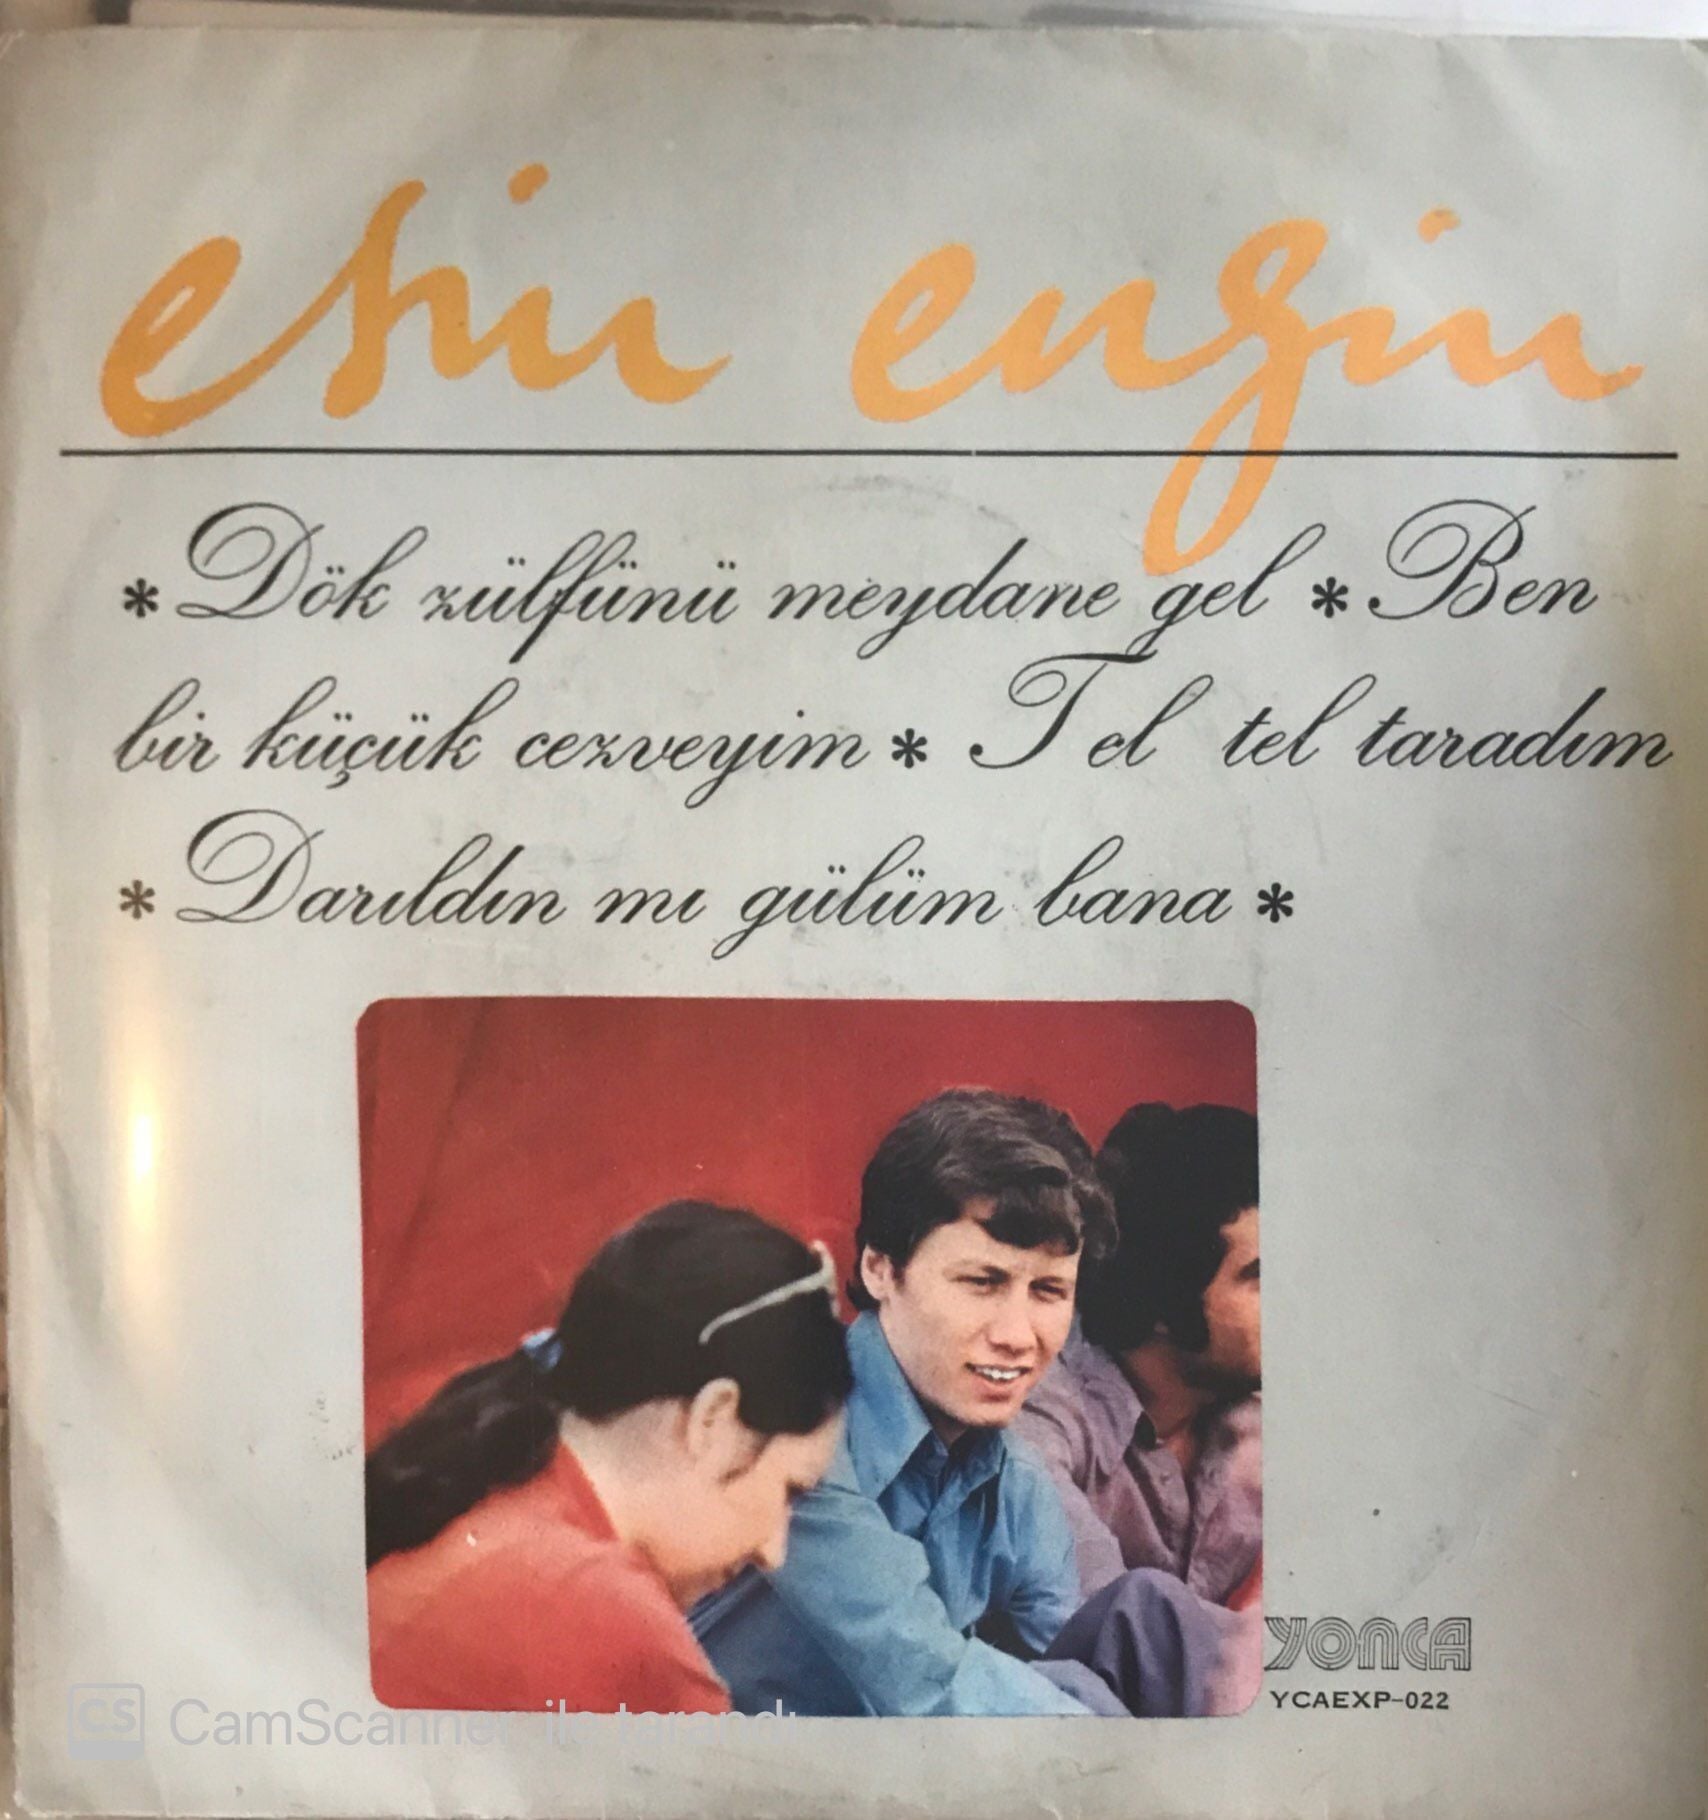 esin engin
* Dök zülfünü meydane gel * Ben
bir küçük cezveyim * Tel tel taradım
* Darıldın mı gülüm bana *
YONCA
YCAEXP-022
CS CamScanner ile tarandı